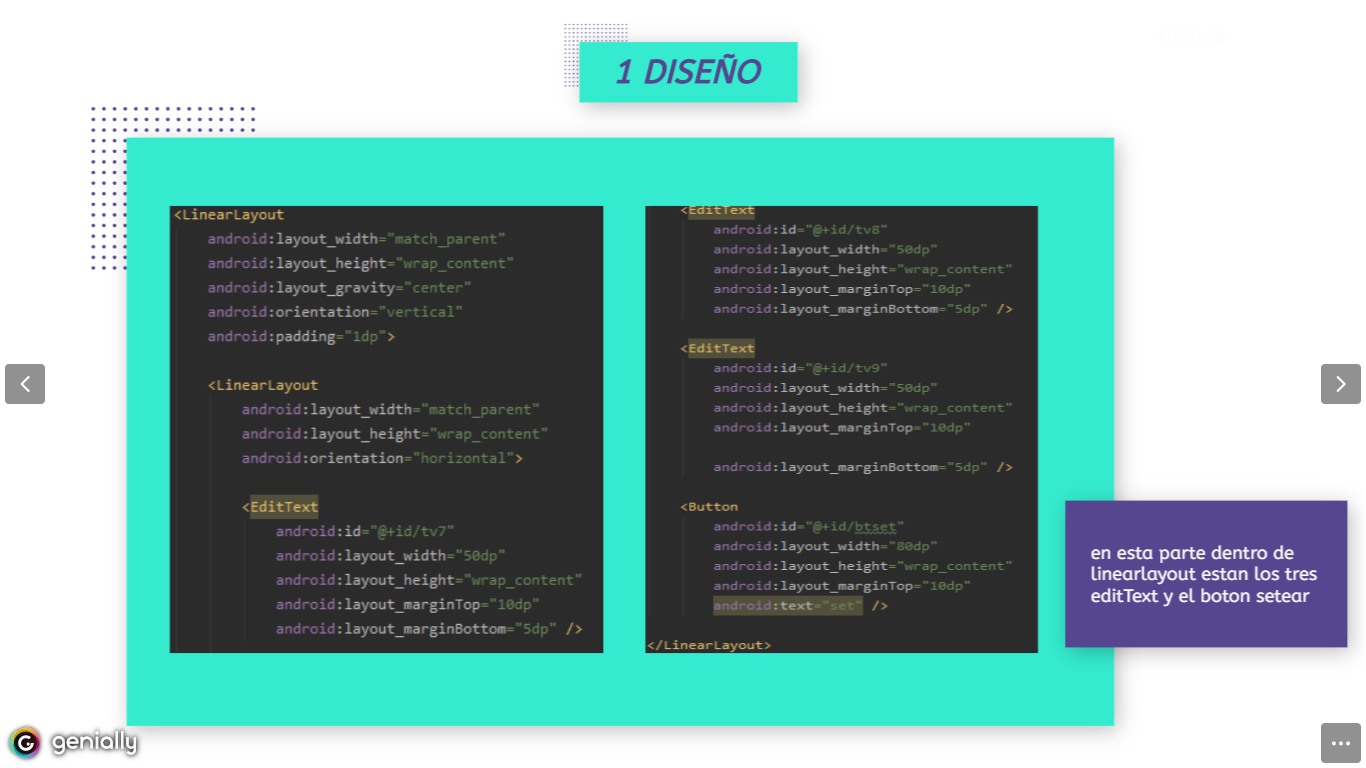 1 DISEÑO
<LinearLayout
android:layout_width="match_parent"
android:layout_height="wrap_content"
android:layout_gravity="center"
android:orientation="vertical"
android:padding="1dp">
<LinearLayout
android:layout_width="match_parent"
android:layout_height="wrap_content"
android:orientation="horizontal">
<EditText
android:id="@+id/tv7"
android:layout_width="50dp"
android:layout_height="wrap_content"
android:layout_marginTop="10dp"
android:layout_marginBottom="5dp" />
<EditText
android:id="@+id/tv8"
android:layout_width="50dp"
android:layout_height="wrap_content"
android:layout_marginTop="10dp"
android:layout_marginBottom="5dp" />
<EditText
android:id="@+id/tv9"
android:layout_width="50dp"
android:layout_height="wrap_content"
android:layout_marginTop="10dp"
android:layout_marginBottom="5dp" />
<Button
android:id="@+id/btset"
android:layout_width="80dp"
android:layout_height="wrap_content"
android:layout_marginTop="10dp"
android:text="set" />
</LinearLayout>
en esta parte dentro de
linearlayout estan los tres
editText y el boton setear
genially